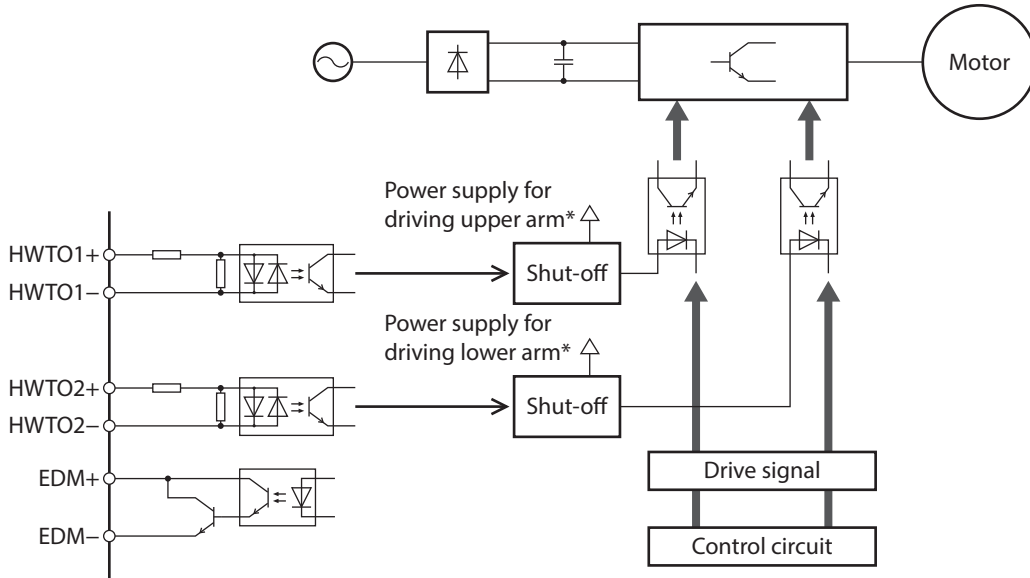 Motor
Power supply for
driving upper arm*
HWTO1+
Shut-off
HWTO1−
Power supply for
driving lower arm*
HWTO2+
Shut-off
HWTO2−
EDM+
Drive signal
EDM−
Control circuit